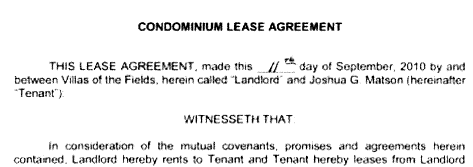 CONDOMINIUM LEASE AGREEMENT
THIS LEASE AGREEMENT, made this 11th day of September, 2010 by and
between Villas of the Fields, herein called "Landlord" and Joshua G. Matson (hereinafter
"Tenant").
WITNESSETH THAT:
In consideration of the mutual covenants, promises and agreements herein
contained, Landlord hereby rents to Tenant and Tenant hereby leases from Landlord